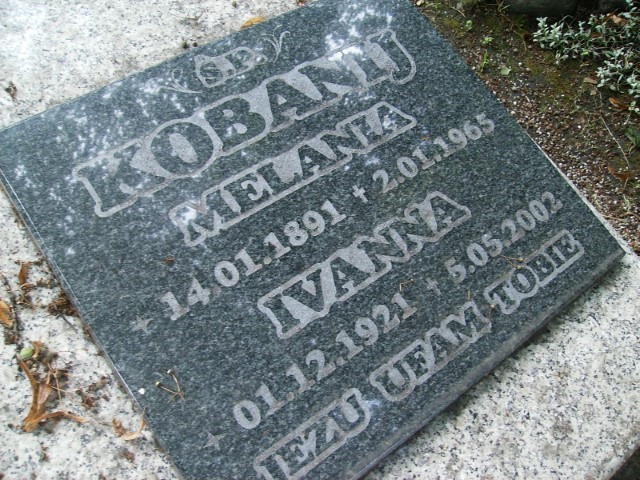 Ś.P.
KOBANIJ
MELANIA
+ 14.01.1891 + 2.01.1965
IVANNA
+ 01.12.1921 + 5.05.2002
JEZU UFAM TOBIE